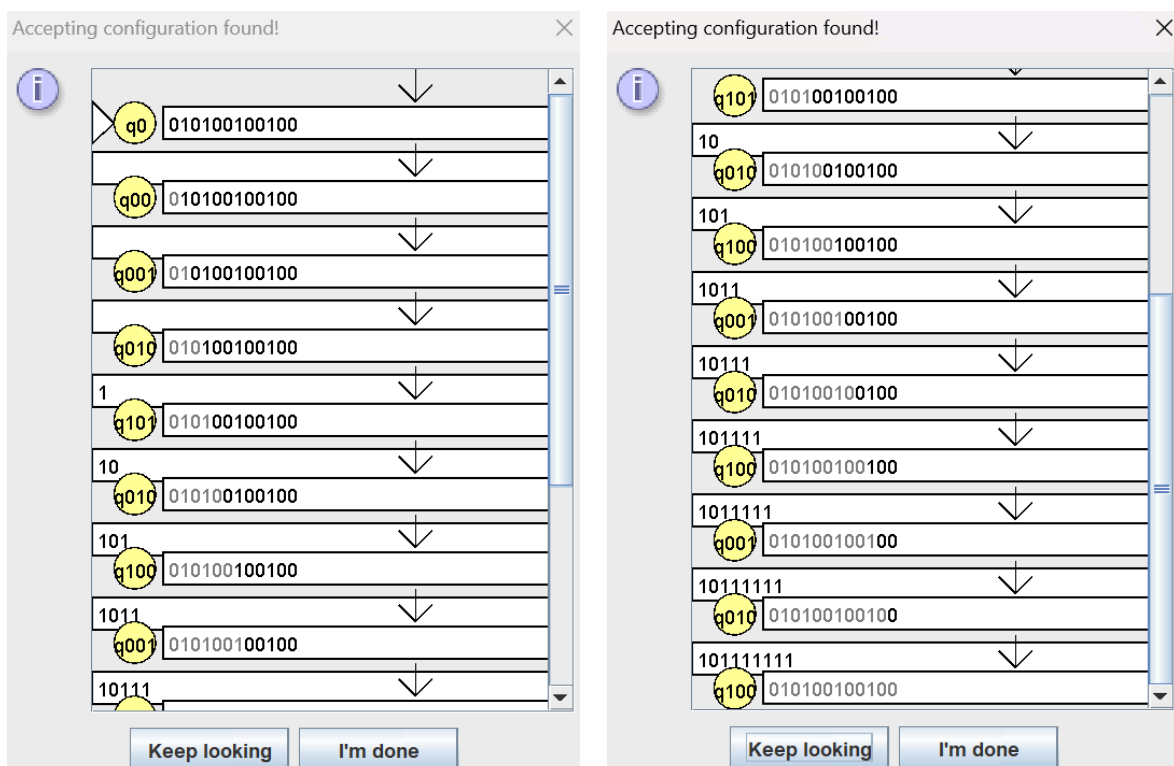 Accepting configuration found!
q0 010100100100
q00 010100100100
q001 010100100100
q010 010100100100
1
q101 010100100100
10
q010 010100100100
101
q100 010100100100
1011
q001 010100100100
10111
Keep looking I'm done
Accepting configuration found!
q101 010100100100
10
q010 010100100100
101
q100 010100100100
1011
q001 010100100100
10111
q010 010100100100
101111
q100 010100100100
1011111
q001 010100100100
10111111
q010 010100100100
101111111
q100 010100100100
Keep looking I'm done